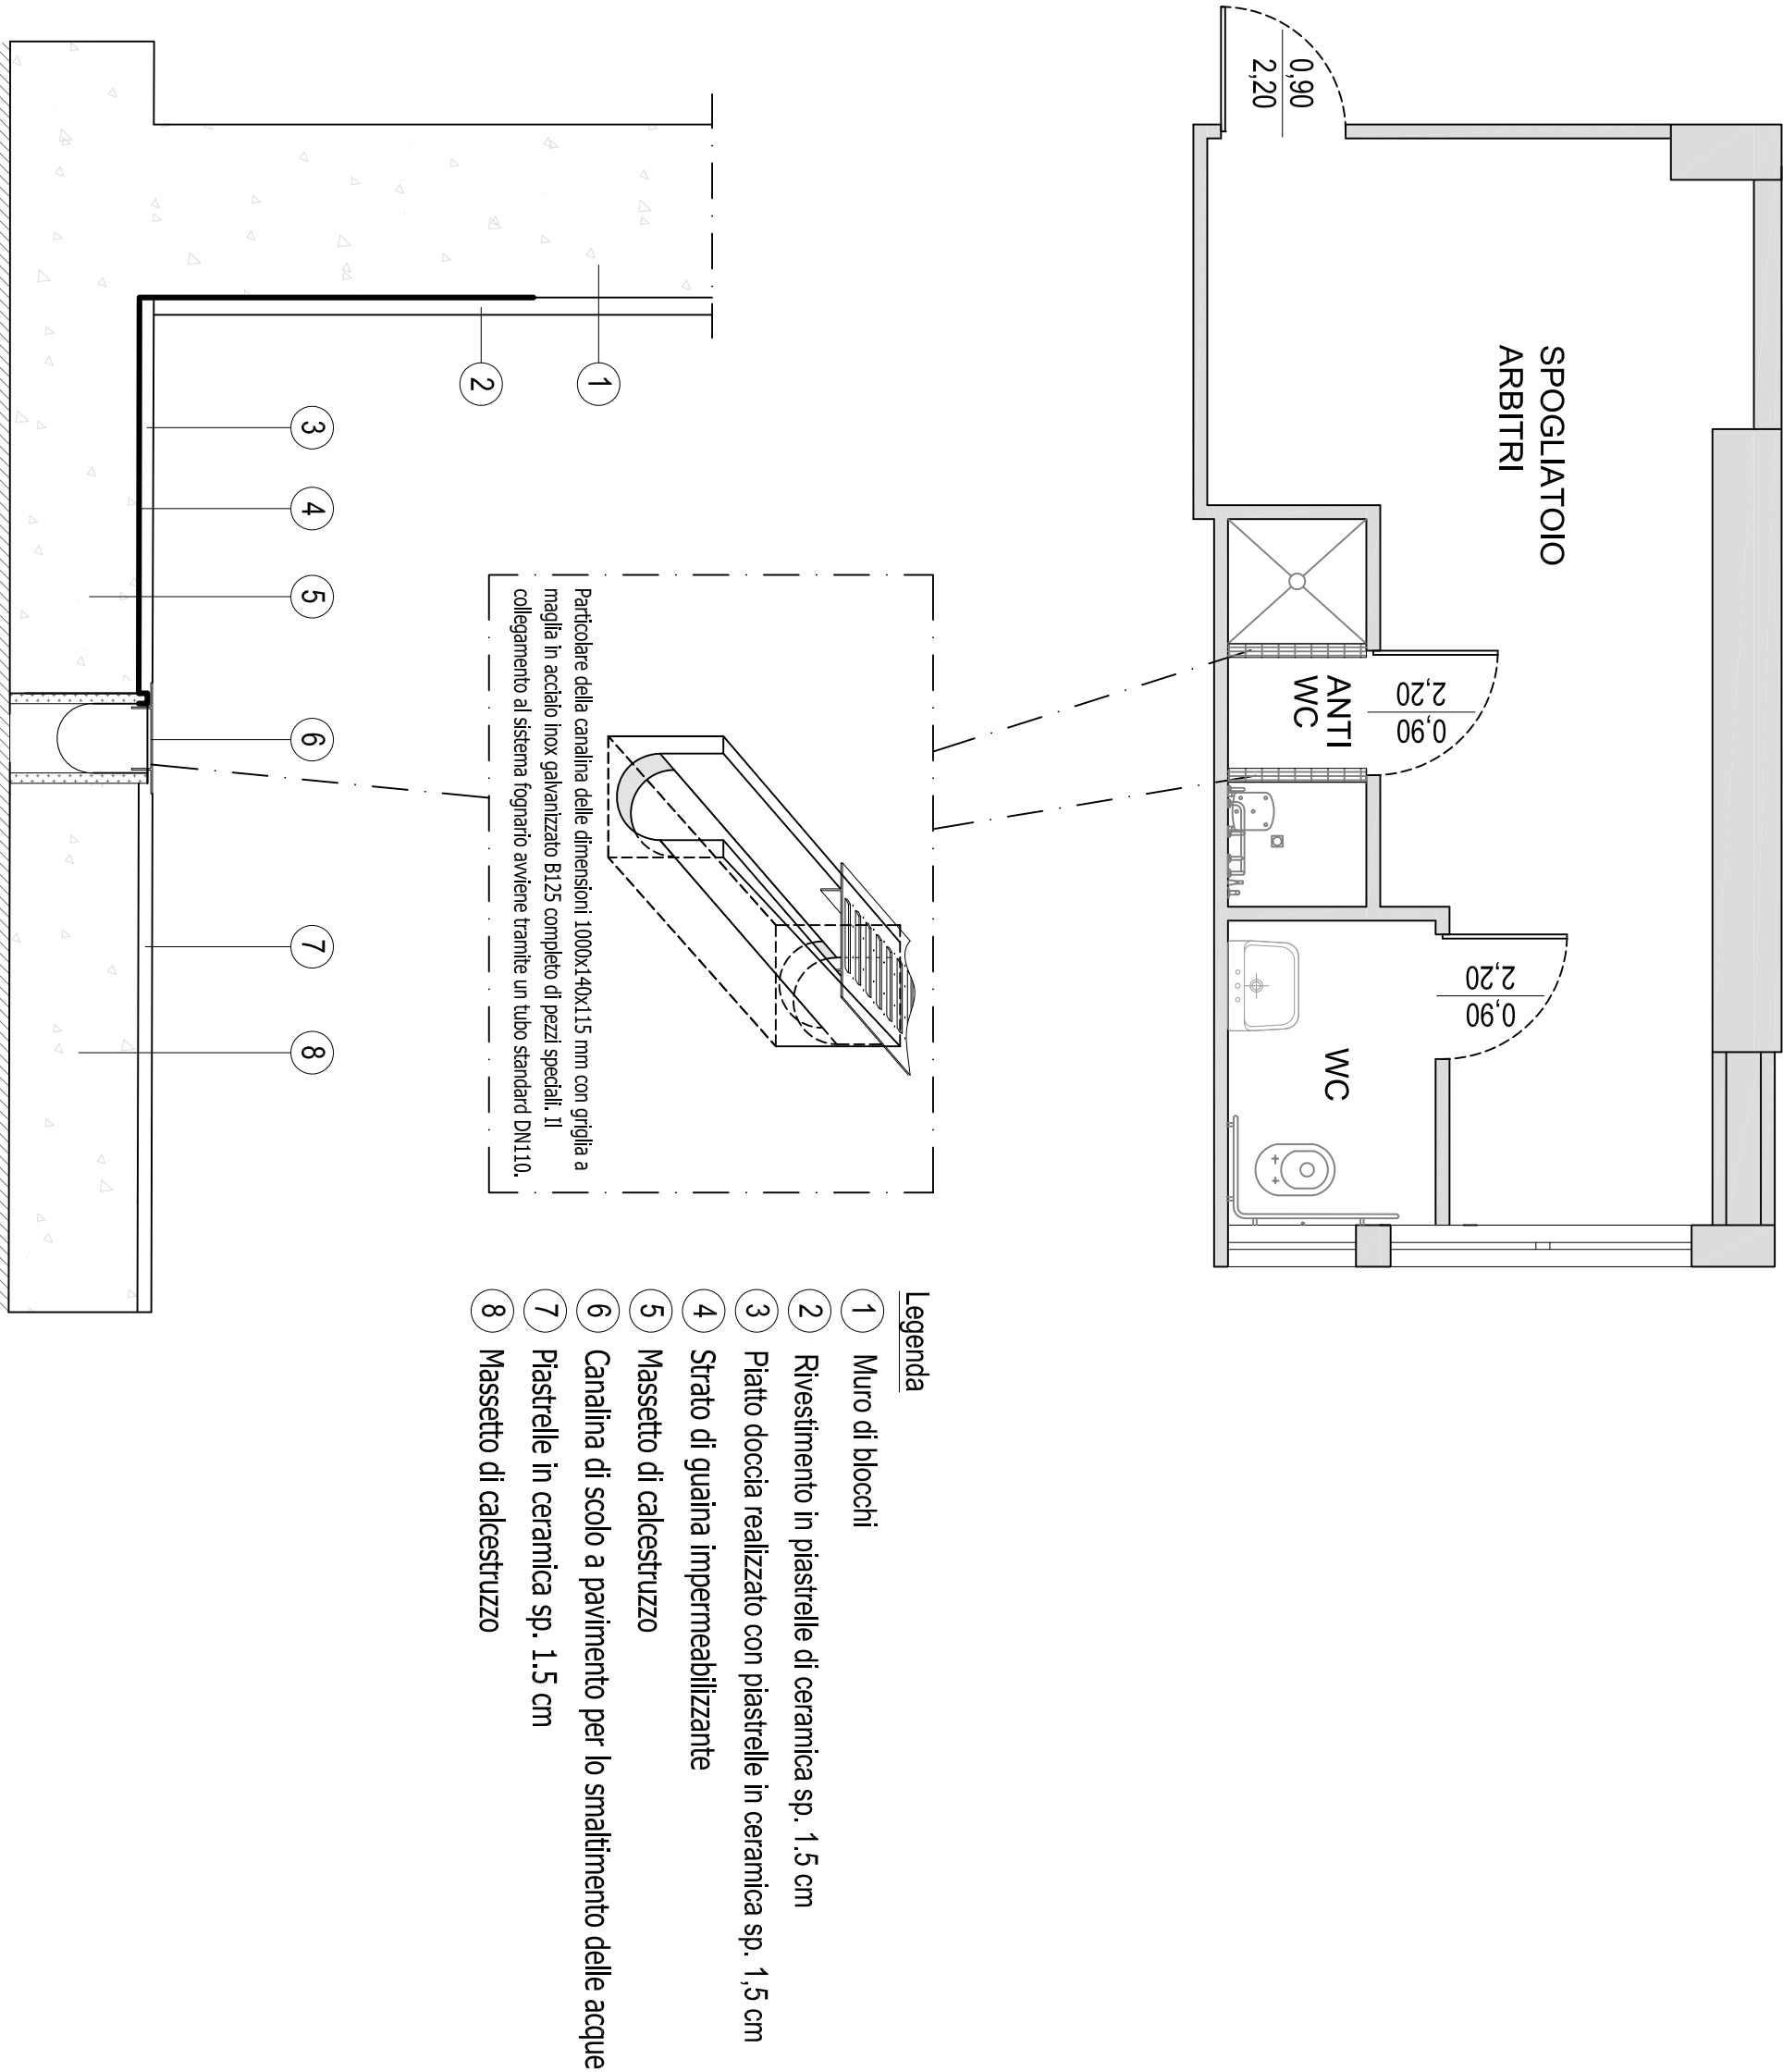 0,90
2,20
SPOGLIATOIO
ARBITRI
2,20
0,90
ANTI
WC
2,20
0,90
WC
1
2
3
4
5
6
7
8
Particolare della canalina delle dimensioni 1000x140x115 mm con griglia a
maglia in acciaio inox galvanizzato B125 completo di pezzi speciali. Il
collegamento al sistema fognario avviene tramite un tubo standard DN110.
Legenda
1 Muro di blocchi
2 Rivestimento in piastrelle di ceramica sp. 1.5 cm
3 Piatto doccia realizzato con piastrelle in ceramica sp. 1,5 cm
4 Strato di guaina impermeabilizzante
5 Massetto di calcestruzzo
6 Canalina di scolo a pavimento per lo smaltimento delle acque
7 Piastrelle in ceramica sp. 1.5 cm
8 Massetto di calcestruzzo